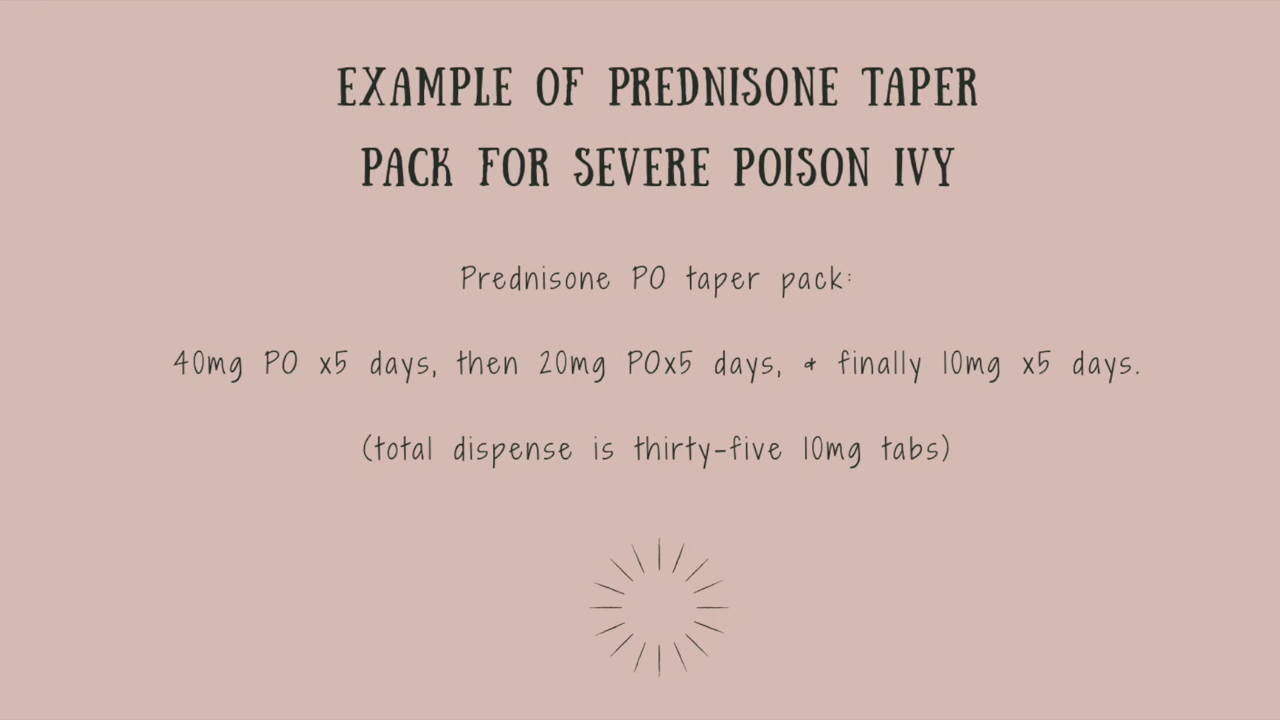 EXAMPLE OF PREDNISONE TAPER
PACK FOR SEVERE POISON IVY
Prednisone PO taper pack:
40mg PO x5 days, then 20mg POx5 days, & finally 10mg x5 days.
(total dispense is thirty-five 10mg tabs)